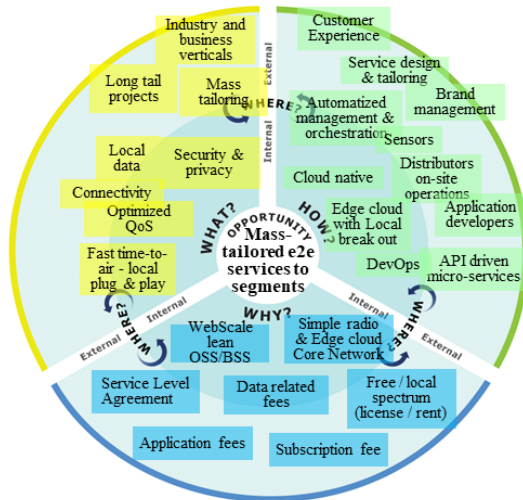 Industry and
business
verticals
Long tail
projects
Mass
tailoring
Local
data
Security &
privacy
Connectivity
Optimized
QoS
Fast time-to-
air - local
plug & play
WHAT?
WHERE?
External
Internal
Customer
Experience
Service design
& tailoring
Brand
management
Automatized
management &
orchestration
Sensors
Cloud native
Distributors
on-site
operations
Edge cloud
with Local
break out
Application
developers
DevOps
API driven
micro-services
HOW?
WHERE?
Internal
External
OPPORTUNITY
Mass-
tailored e2e
services to
segments
WHY?
WHERE?
External
Internal
WebScale
lean
OSS/BSS
Simple radio
& Edge cloud
Core Network
Service Level
Agreement
Data related
fees
Free / local
spectrum
(license / rent)
Application fees
Subscription fee